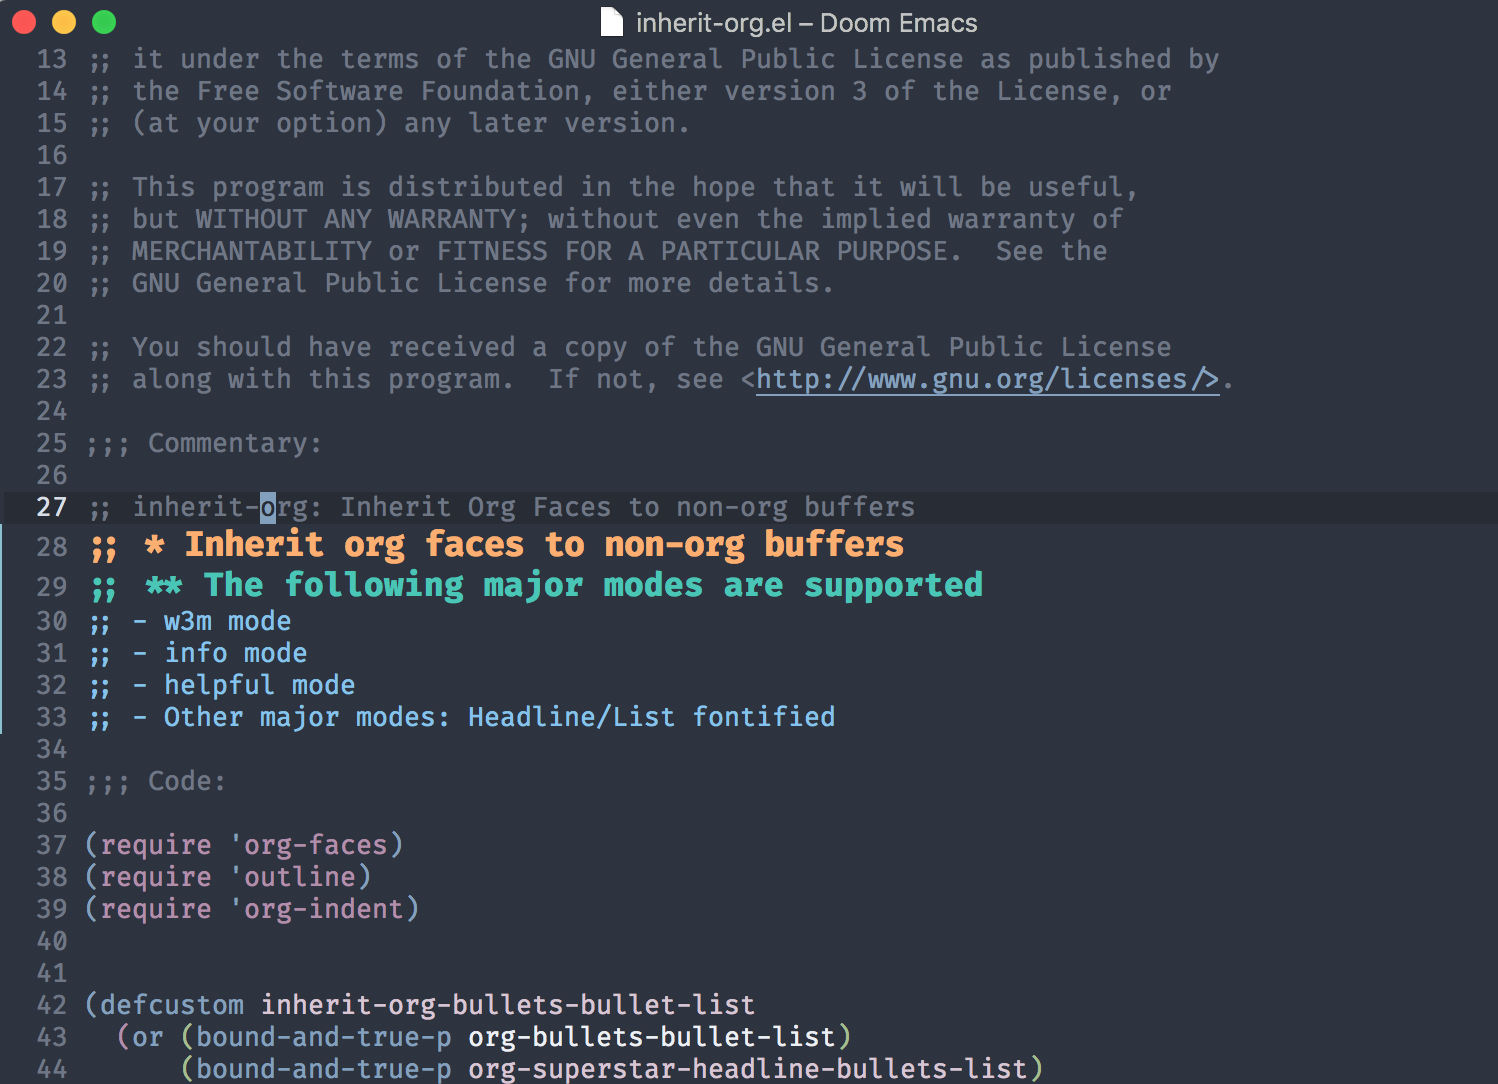 inherit-org.el – Doom Emacs
13 ;; it under the terms of the GNU General Public License as published by
14 ;; the Free Software Foundation, either version 3 of the License, or
15 ;; (at your option) any later version.
16
17 ;; This program is distributed in the hope that it will be useful,
18 ;; but WITHOUT ANY WARRANTY; without even the implied warranty of
19 ;; MERCHANTABILITY or FITNESS FOR A PARTICULAR PURPOSE.  See the
20 ;; GNU General Public License for more details.
21
22 ;; You should have received a copy of the GNU General Public License
23 ;; along with this program.  If not, see <http://www.gnu.org/licenses/>.
24
25 ;;; Commentary:
26
27 ;; inherit-org: Inherit Org Faces to non-org buffers
28 ;; * Inherit org faces to non-org buffers
29 ;; ** The following major modes are supported
30 ;; - w3m mode
31 ;; - info mode
32 ;; - helpful mode
33 ;; - Other major modes: Headline/List fontified
34
35 ;;; Code:
36
37 (require 'org-faces)
38 (require 'outline)
39 (require 'org-indent)
40
41
42 (defcustom inherit-org-bullets-bullet-list
43   (or (bound-and-true-p org-bullets-bullet-list)
44       (bound-and-true-p org-superstar-headline-bullets-list)